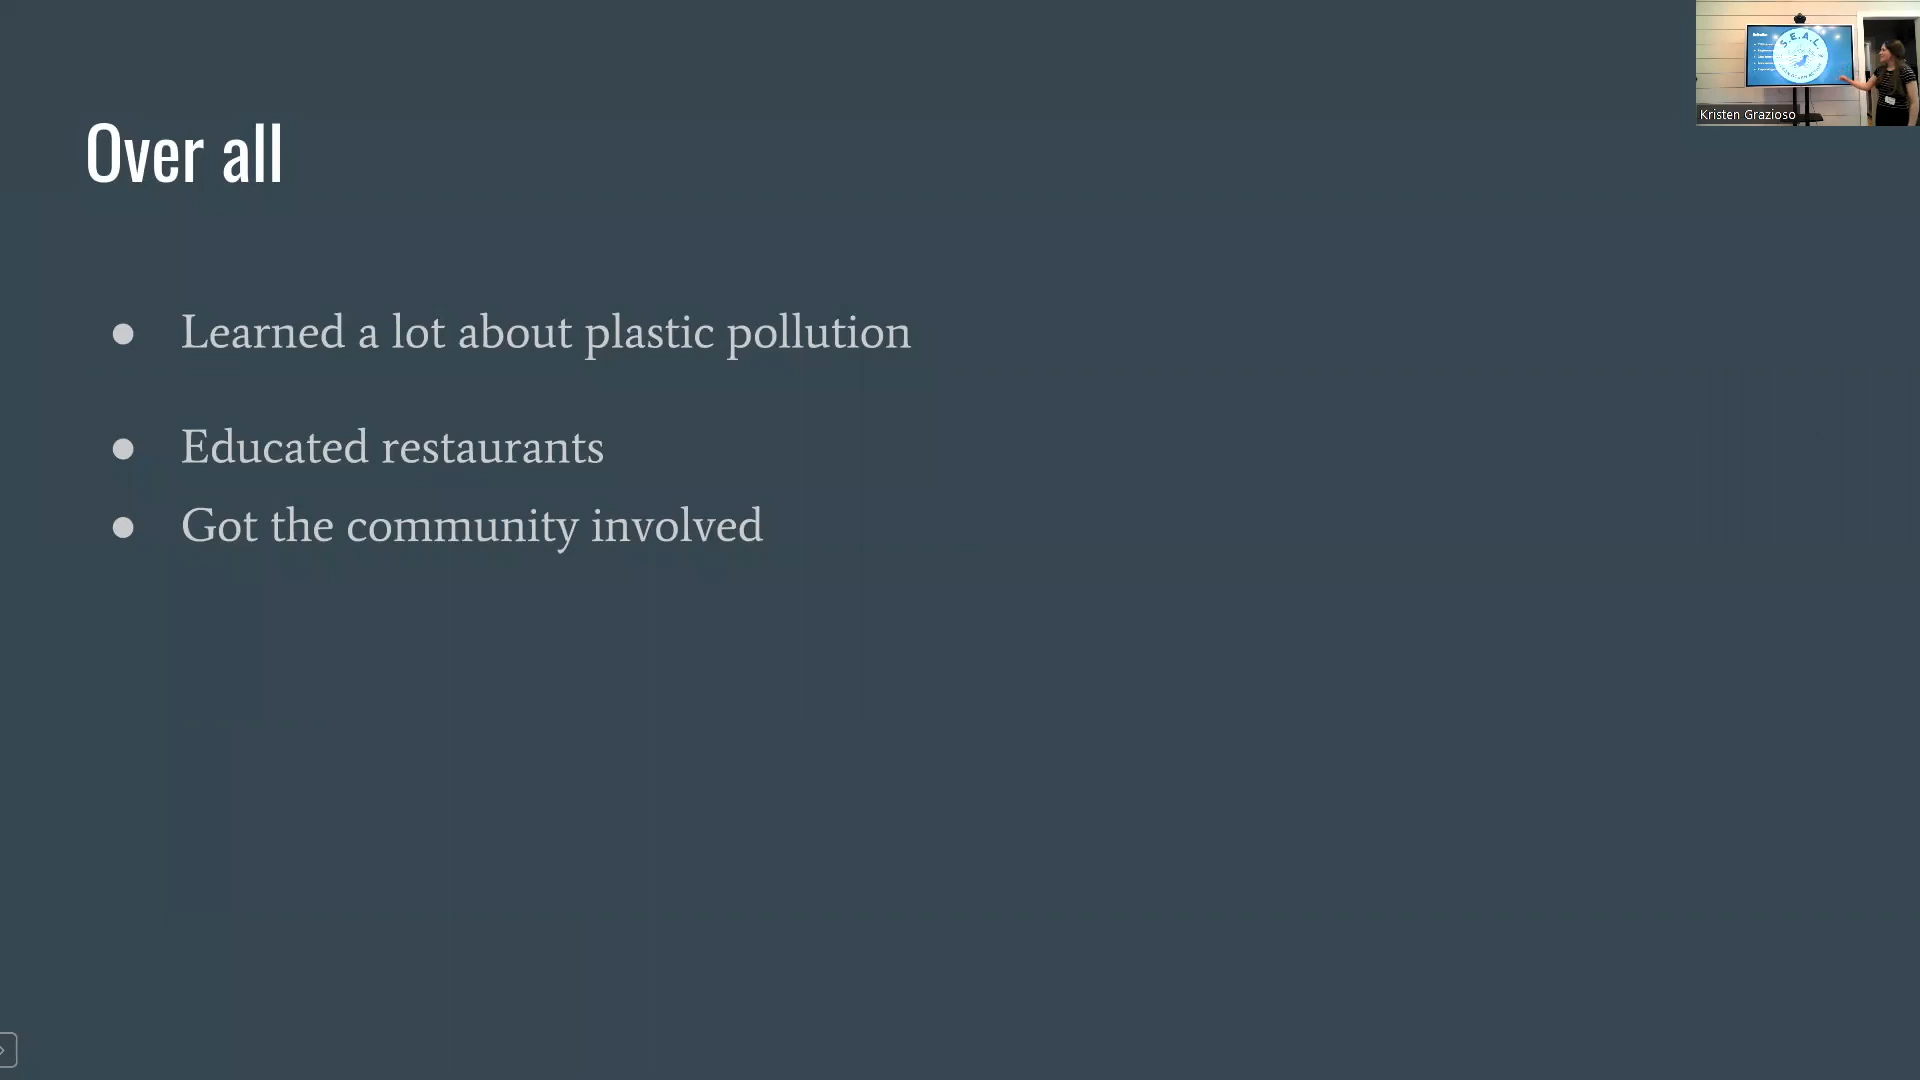 Over all
● Learned a lot about plastic pollution
● Educated restaurants
● Got the community involved
S.E.A.L.
Kristen Grazioso